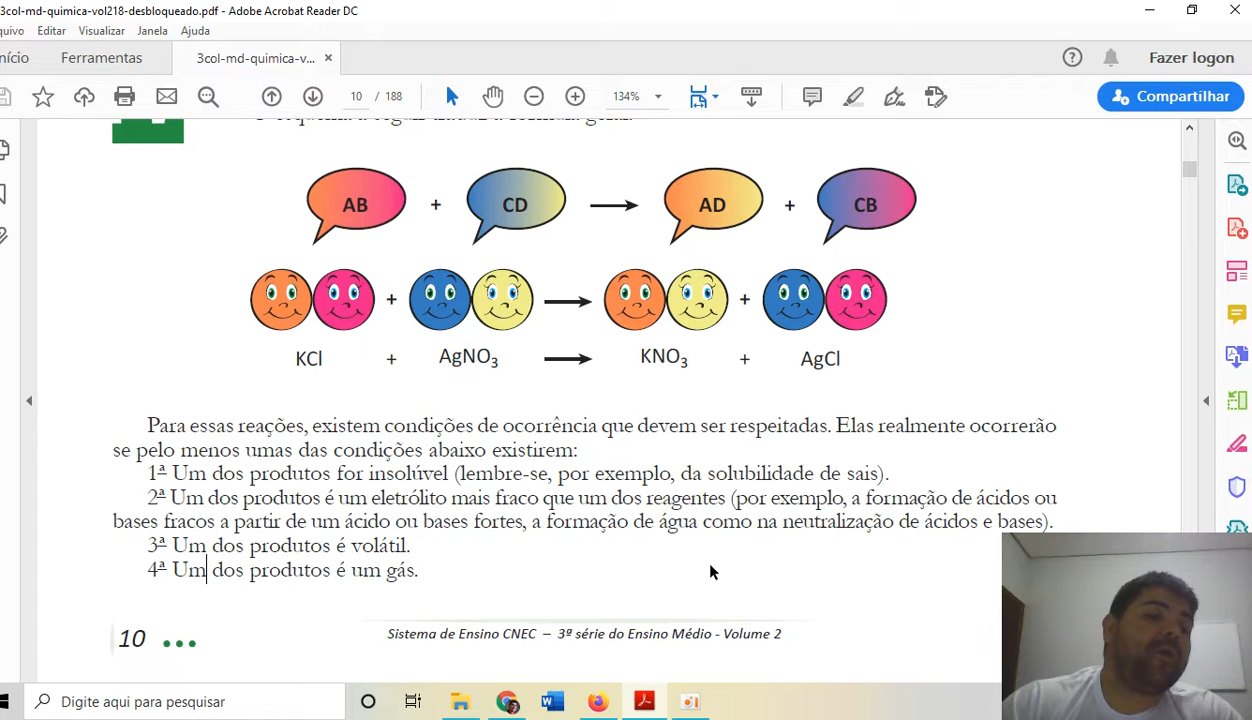 3col-md-quimica-vol218-desbloqueado.pdf - Adobe Acrobat Reader DC
rquivo Editar Visualizar Janela Ajuda
nício Ferramentas 3col-md-quimica-v... × Fazer logon
10 / 188 134% Compartilhar
AB + CD AD + CB
+ +
KCl + AgNO₃ KNO₃ + AgCl
Para essas reações, existem condições de ocorrência que devem ser respeitadas. Elas realmente ocorrerão
se pelo menos umas das condições abaixo existirem:
1ª Um dos produtos for insolúvel (lembre-se, por exemplo, da solubilidade de sais).
2ª Um dos produtos é um eletrólito mais fraco que um dos reagentes (por exemplo, a formação de ácidos ou
bases fracos a partir de um ácido ou bases fortes, a formação de água como na neutralização de ácidos e bases).
3ª Um dos produtos é volátil.
4ª Um dos produtos é um gás.
10 Sistema de Ensino CNEC – 3ª série do Ensino Médio - Volume 2
Digite aqui para pesquisar